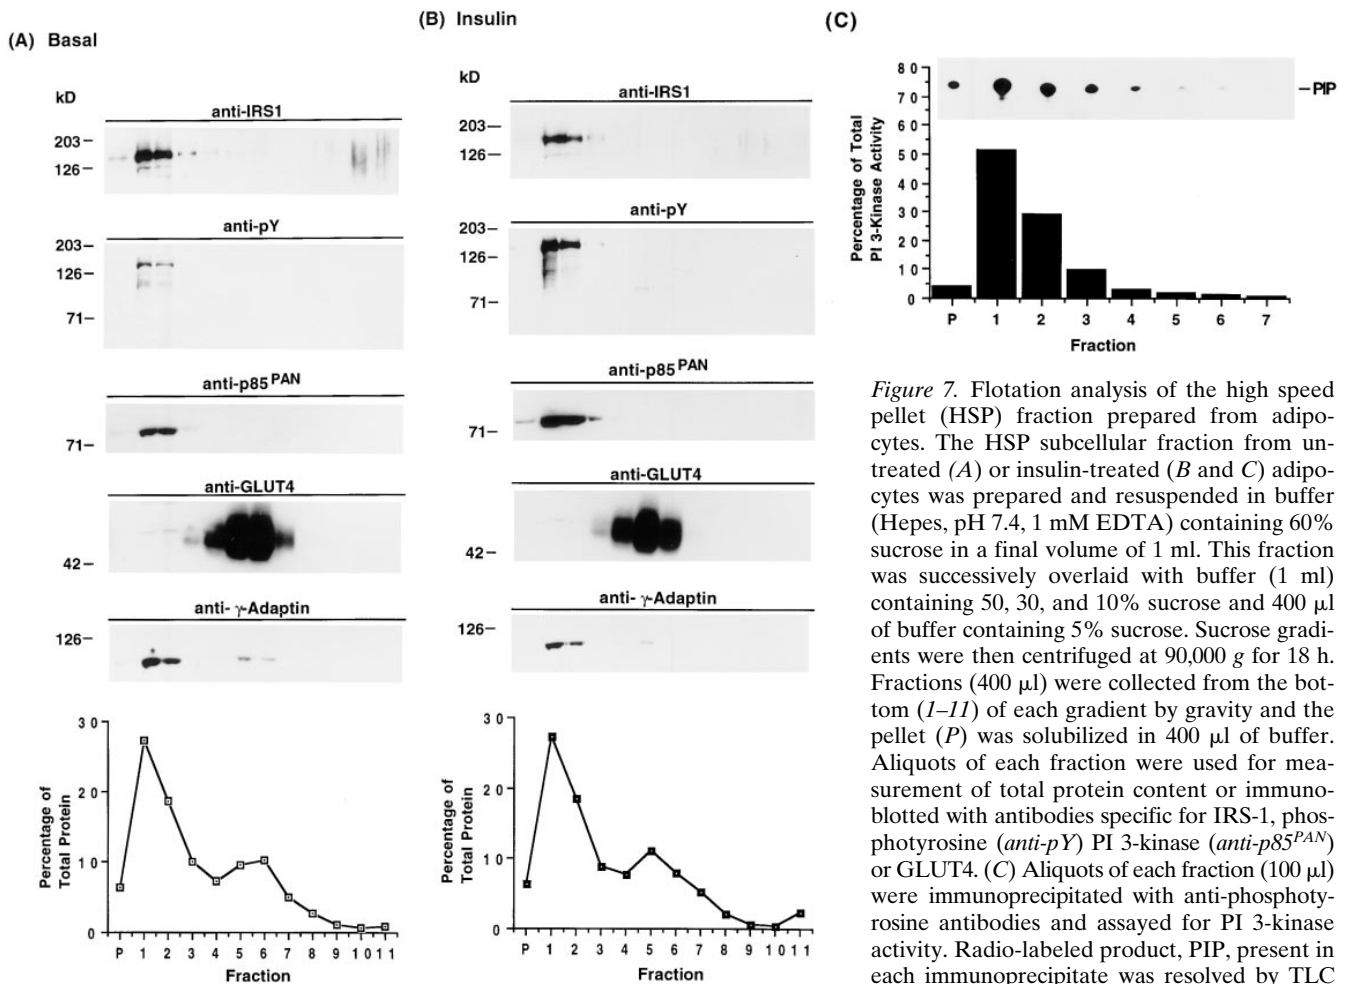 (A) Basal
kD
anti-IRS1
203
126
anti-pY
203
126
71
anti-p85PAN
71
anti-GLUT4
42
anti- γ-Adaptin
126
30
20
10
0
Percentage of
Total Protein
P 1 2 3 4 5 6 7 8 9 10 11
Fraction
(B) Insulin
kD
anti-IRS1
203
126
anti-pY
203
126
71
anti-p85PAN
71
anti-GLUT4
42
anti- γ-Adaptin
126
30
20
10
0
Percentage of
Total Protein
P 1 2 3 4 5 6 7 8 9 10 11
Fraction
(C)
80
70
60
50
40
30
20
10
0
Percentage of Total
PI 3-Kinase Activity
PIP
P 1 2 3 4 5 6 7
Fraction
Figure 7. Flotation analysis of the high speed
pellet (HSP) fraction prepared from adipo-
cytes. The HSP subcellular fraction from un-
treated (A) or insulin-treated (B and C) adipo-
cytes was prepared and resuspended in buffer
(Hepes, pH 7.4, 1 mM EDTA) containing 60%
sucrose in a final volume of 1 ml. This fraction
was successively overlaid with buffer (1 ml)
containing 50, 30, and 10% sucrose and 400 μl
of buffer containing 5% sucrose. Sucrose gradi-
ents were then centrifuged at 90,000 g for 18 h.
Fractions (400 μl) were collected from the bot-
tom (1–11) of each gradient by gravity and the
pellet (P) was solubilized in 400 μl of buffer.
Aliquots of each fraction were used for mea-
surement of total protein content or immuno-
blotted with antibodies specific for IRS-1, phos-
photyrosine (anti-pY) PI 3-kinase (anti-p85PAN)
or GLUT4. (C) Aliquots of each fraction (100 μl)
were immunoprecipitated with anti-phosphoty-
rosine antibodies and assayed for PI 3-kinase
activity. Radio-labeled product, PIP, present in
each immunoprecipitate was resolved by TLC